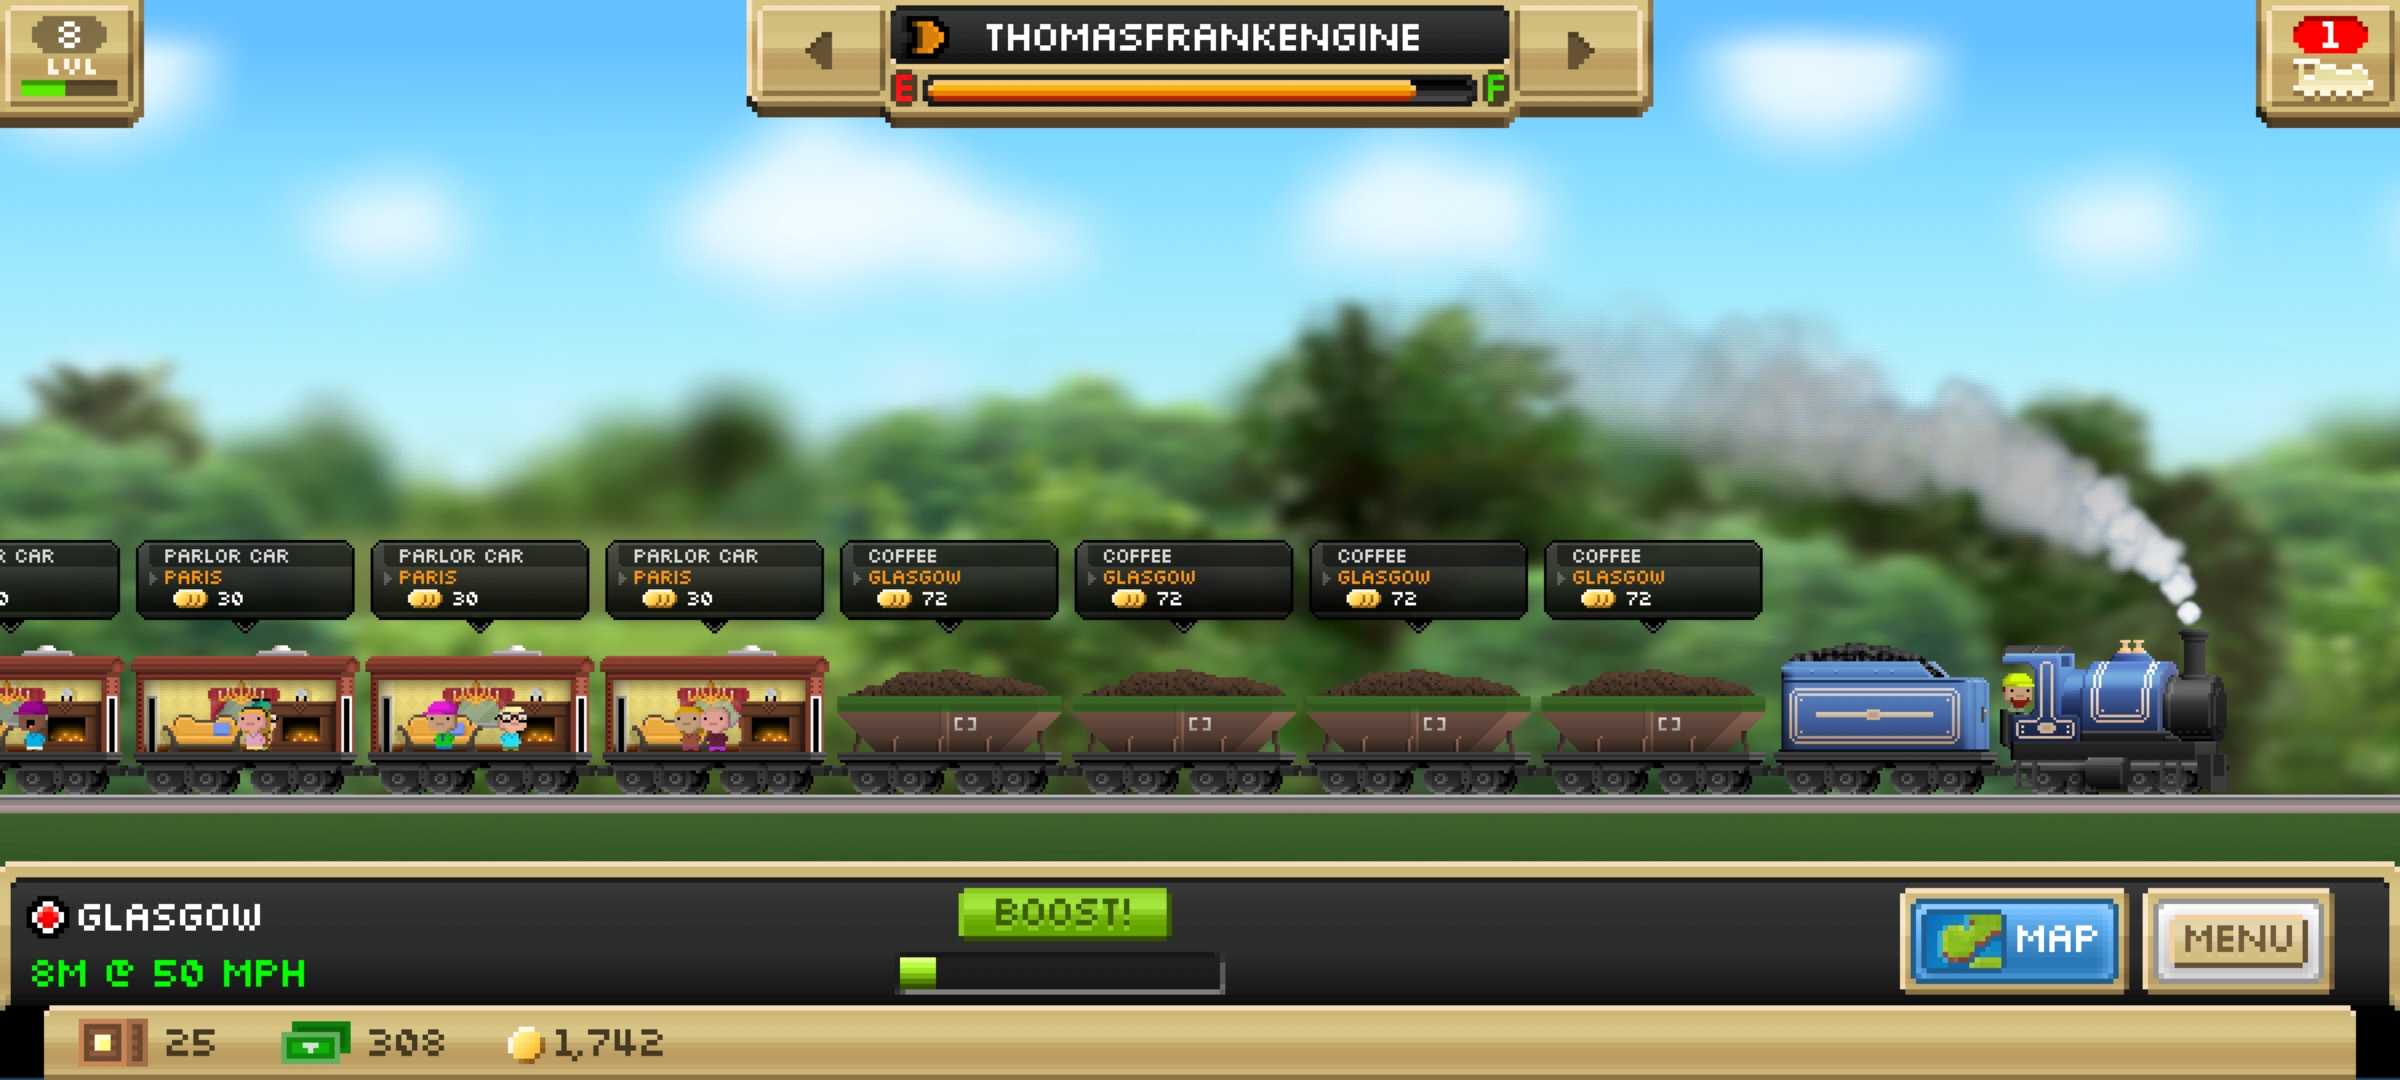 8
LVL
THOMASFRANKENGINE
E
F
1
R CAR
PARLOR CAR
PARIS
30
PARLOR CAR
PARIS
30
PARLOR CAR
PARIS
30
COFFEE
GLASGOW
72
COFFEE
GLASGOW
72
COFFEE
GLASGOW
72
COFFEE
GLASGOW
72
GLASGOW
8M @ 50 MPH
BOOST!
MAP
MENU
25
308
1,742